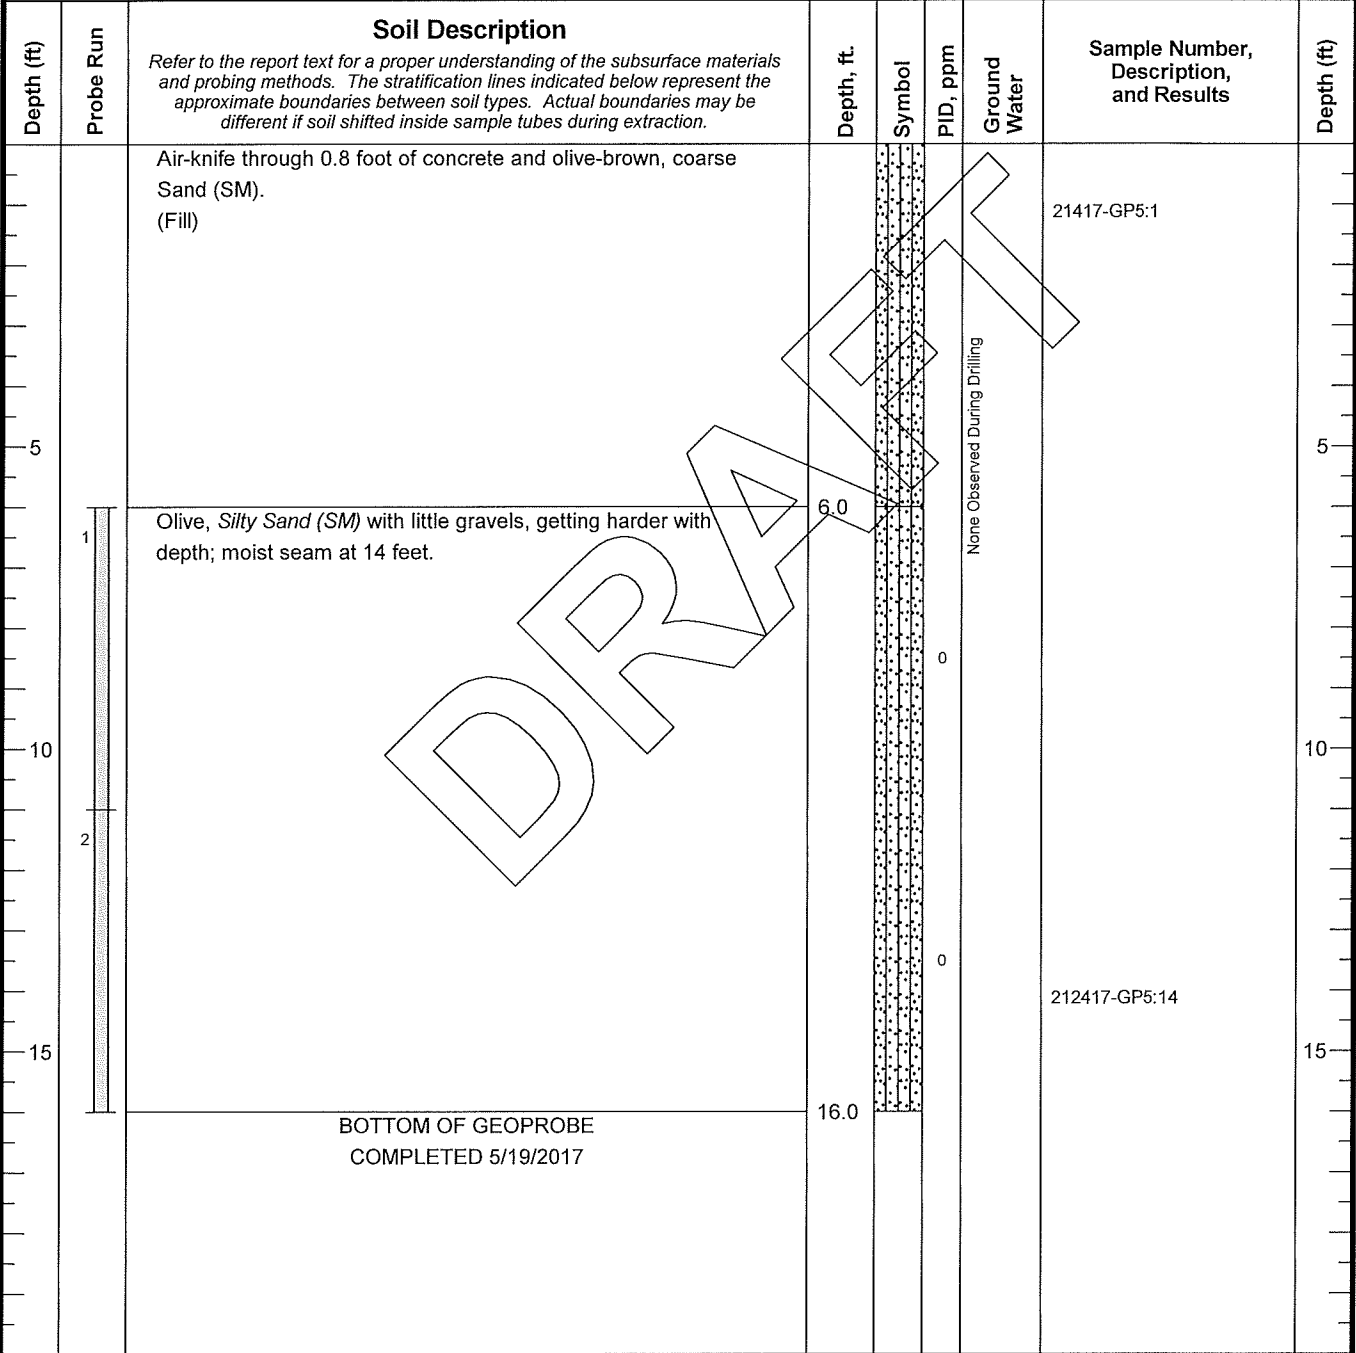 Depth (ft)
Probe Run
Soil Description
Refer to the report text for a proper understanding of the subsurface materials
and probing methods. The stratification lines indicated below represent the
approximate boundaries between soil types. Actual boundaries may be
different if soil shifted inside sample tubes during extraction.
Depth, ft.
Symbol
PID, ppm
Ground
Water
Sample Number,
Description,
and Results
Depth (ft)
Air-knife through 0.8 foot of concrete and olive-brown, coarse
Sand (SM).
(Fill)
21417-GP5:1
None Observed During Drilling
5
5
6.0
1
Olive, Silty Sand (SM) with little gravels, getting harder with
depth; moist seam at 14 feet.
DRAFT
0
10
10
2
0
212417-GP5:14
15
15
16.0
BOTTOM OF GEOPROBE
COMPLETED 5/19/2017